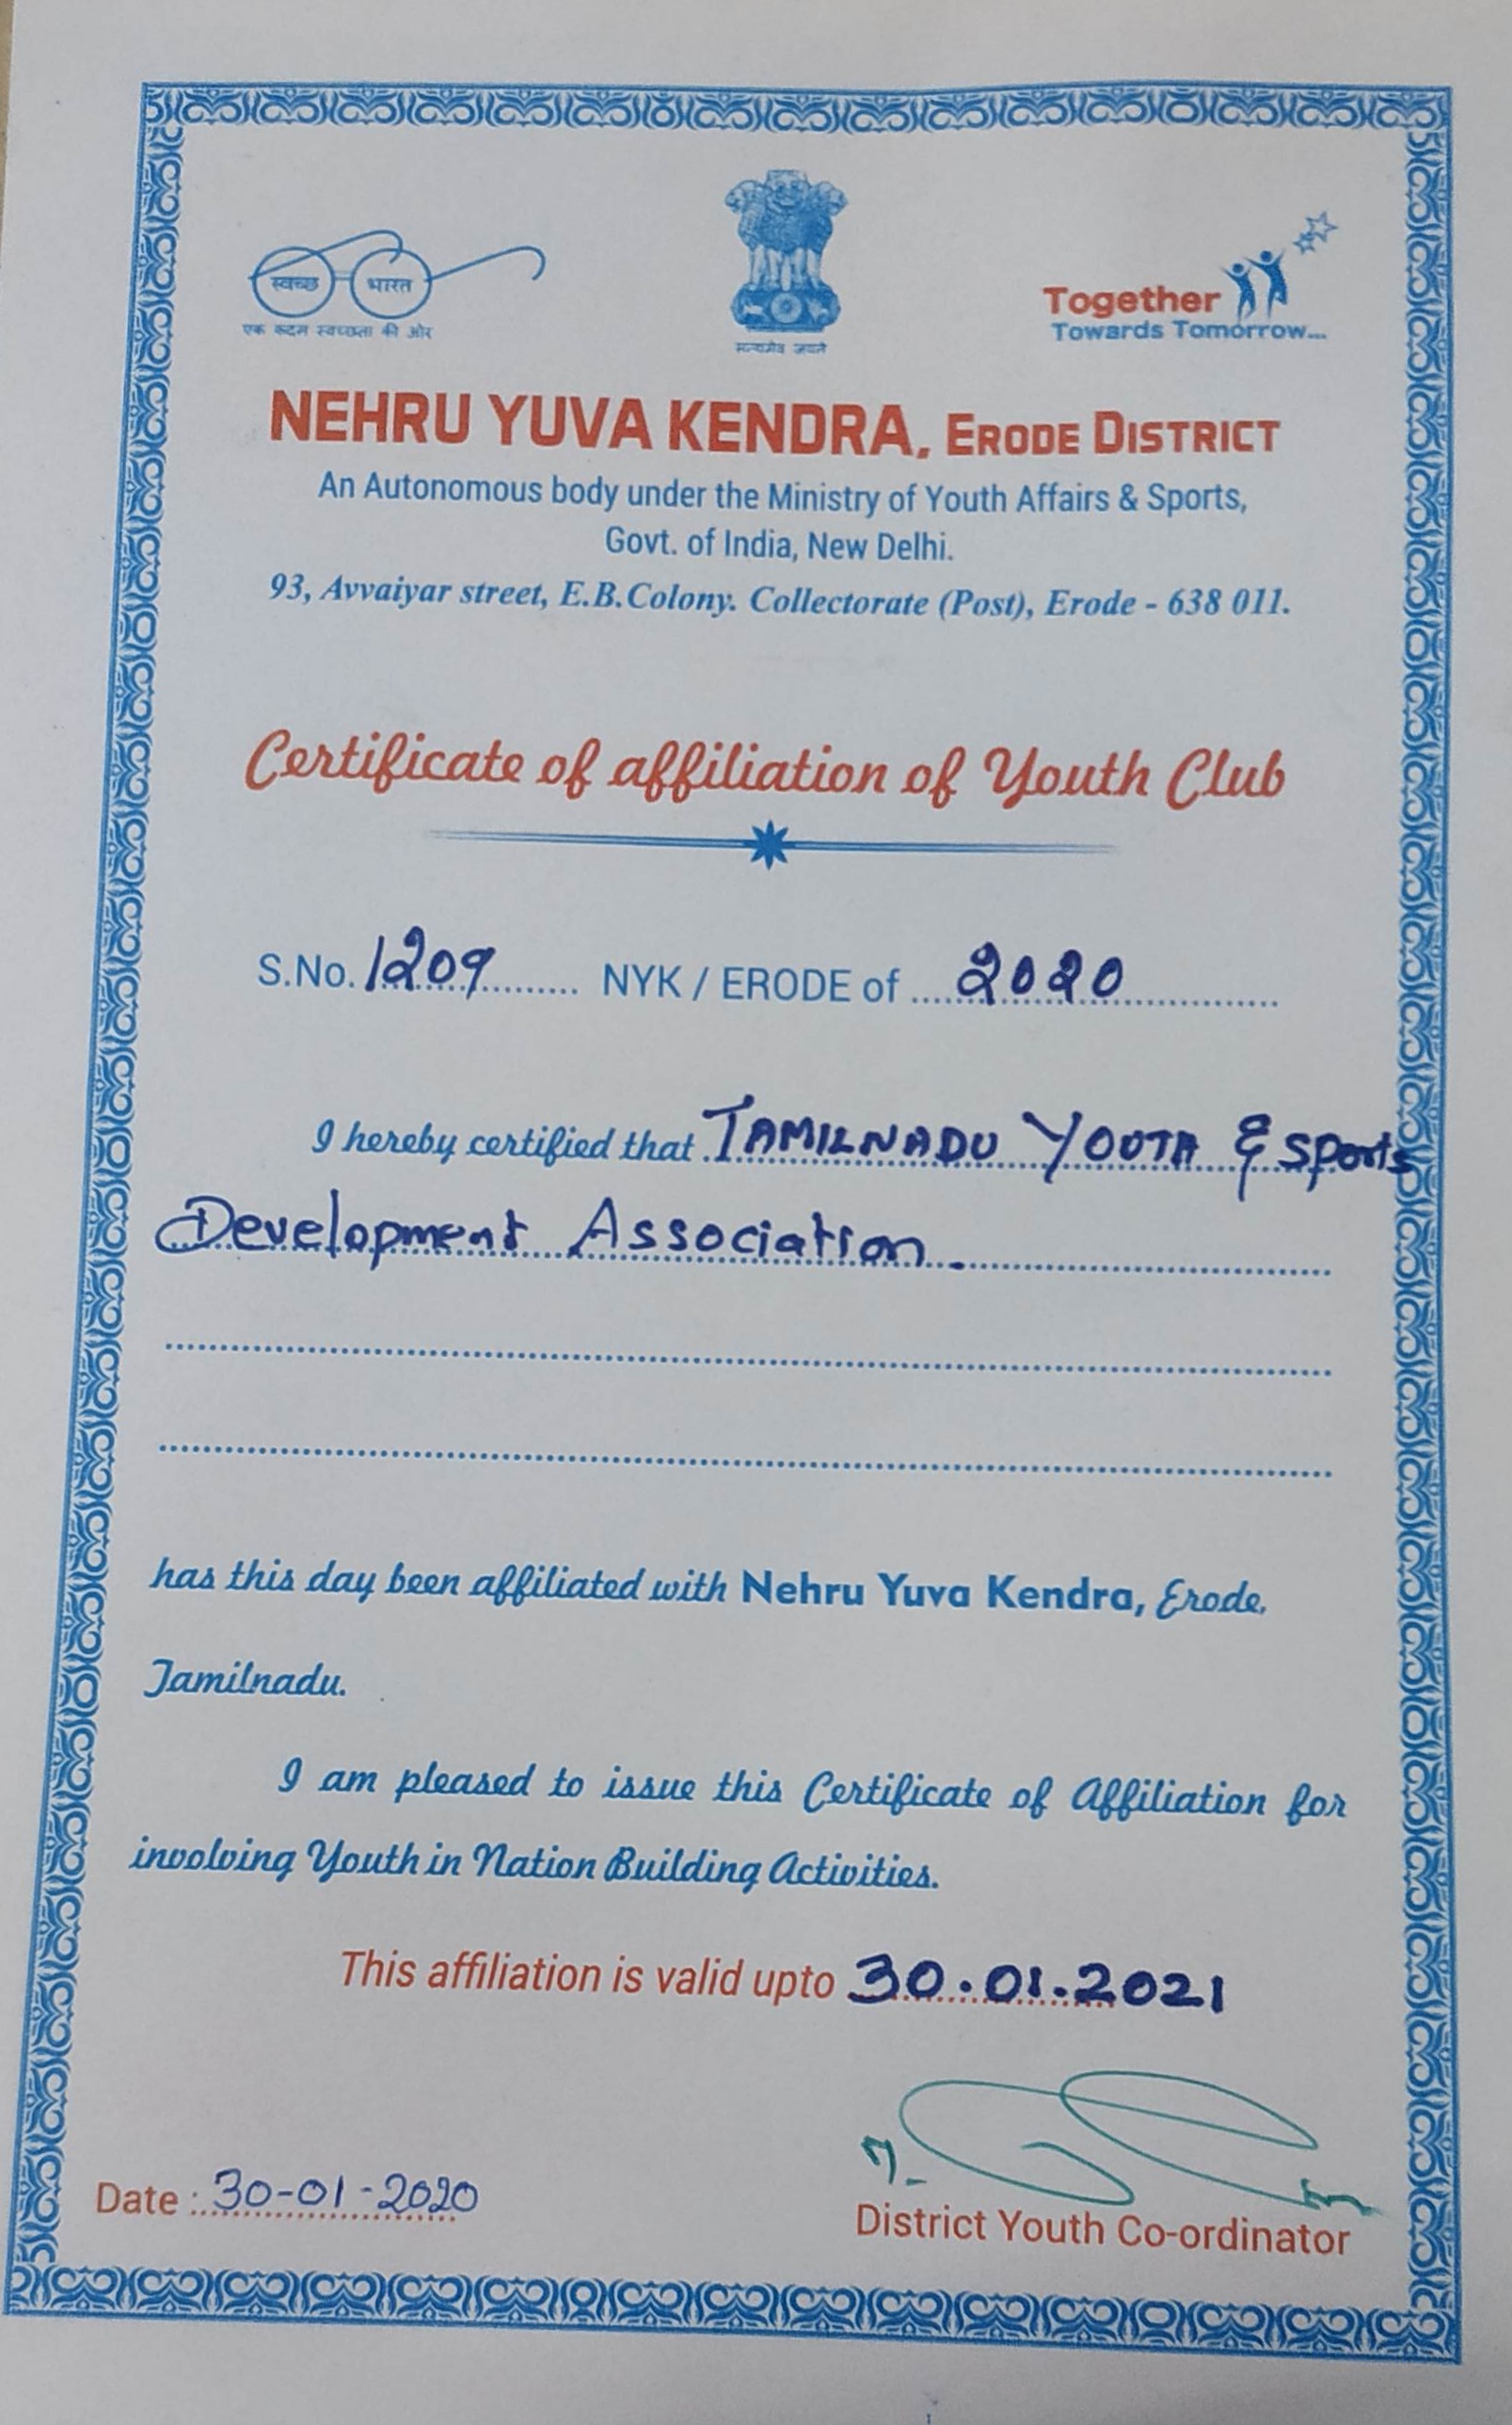 स्वच्छ भारत
एक कदम स्वच्छता की ओर
सत्यमेव जयते
Together
Towards Tomorrow...
NEHRU YUVA KENDRA, ERODE DISTRICT
An Autonomous body under the Ministry of Youth Affairs & Sports,
Govt. of India, New Delhi.
93, Avvaiyar street, E.B.Colony. Collectorate (Post), Erode - 638 011.
Certificate of affiliation of Youth Club
S.No. 1209 NYK / ERODE of 2020
I hereby certified that TAMILNADU YOUTH & Sports
Development Association.
has this day been affiliated with Nehru Yuva Kendra, Erode,
Tamilnadu.
I am pleased to issue this Certificate of Affiliation for
involving Youth in Nation Building Activities.
This affiliation is valid upto 30.01.2021
Date : 30-01-2020
District Youth Co-ordinator